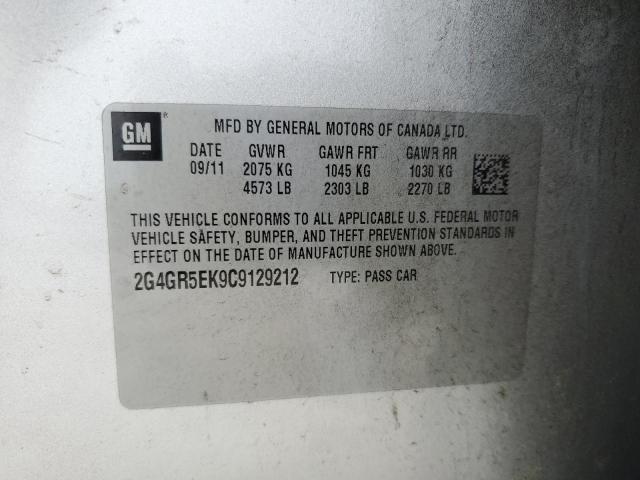 GM
MFD BY GENERAL MOTORS OF CANADA LTD.
DATE GVWR GAWR FRT GAWR RR
09/11 2075 KG 1045 KG 1030 KG
4573 LB 2303 LB 2270 LB
THIS VEHICLE CONFORMS TO ALL APPLICABLE U.S. FEDERAL MOTOR
VEHICLE SAFETY, BUMPER, AND THEFT PREVENTION STANDARDS IN
EFFECT ON THE DATE OF MANUFACTURE SHOWN ABOVE.
2G4GR5EK9C9129212 TYPE: PASS CAR